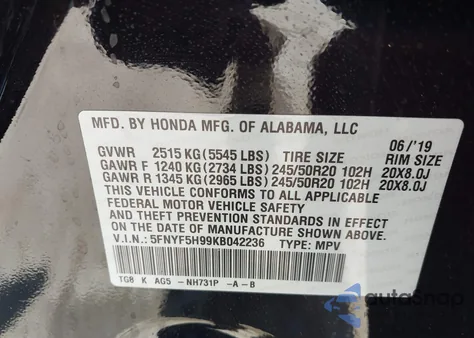 MFD. BY HONDA MFG. OF ALABAMA, LLC 06/'19
GVWR 2515 KG(5545 LBS) TIRE SIZE RIM SIZE
GAWR F 1240 KG(2734 LBS) 245/50R20 102H 20X8.0J
GAWR R 1345 KG(2965 LBS) 245/50R20 102H 20X8.0J
THIS VEHICLE CONFORMS TO ALL APPLICABLE
FEDERAL MOTOR VEHICLE SAFETY
AND THEFT PREVENTION STANDARDS IN EFFECT
ON THE DATE OF MANUFACTURE SHOWN ABOVE.
V.I.N.: 5FNYF5H99KB042236 TYPE: MPV
TG8 K AG5 -NH731P -A-B
autoSnap